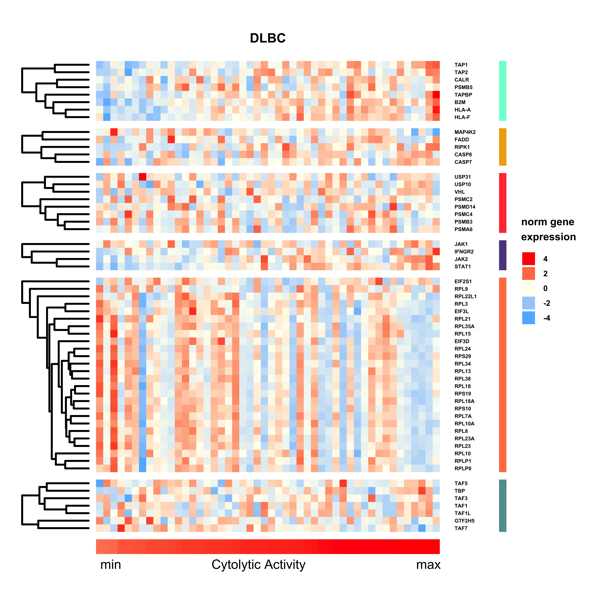 DLBC
TAP1
TAP2
CALR
PSMB5
TAPBP
B2M
HLA-A
HLA-F
MAP4K2
FADD
RIPK1
CASP8
CASP7
USP31
USP10
VHL
PSMC2
PSMD14
PSMC4
PSMB3
PSMA6
JAK1
IFNGR2
JAK2
STAT1
EIF2S1
RPL9
RPL22L1
RPL3
EIF3L
RPL21
RPL35A
RPL15
EIF3D
RPL24
RPS29
RPL34
RPL13
RPL38
RPL18
RPS19
RPL18A
RPS10
RPL7A
RPL10A
RPL8
RPL23A
RPL23
RPL10
RPLP1
RPLP0
TAF5
TBP
TAF3
TAF1
TAF1L
GTF2H5
TAF7
norm gene
expression
4
2
0
-2
-4
min Cytolytic Activity max